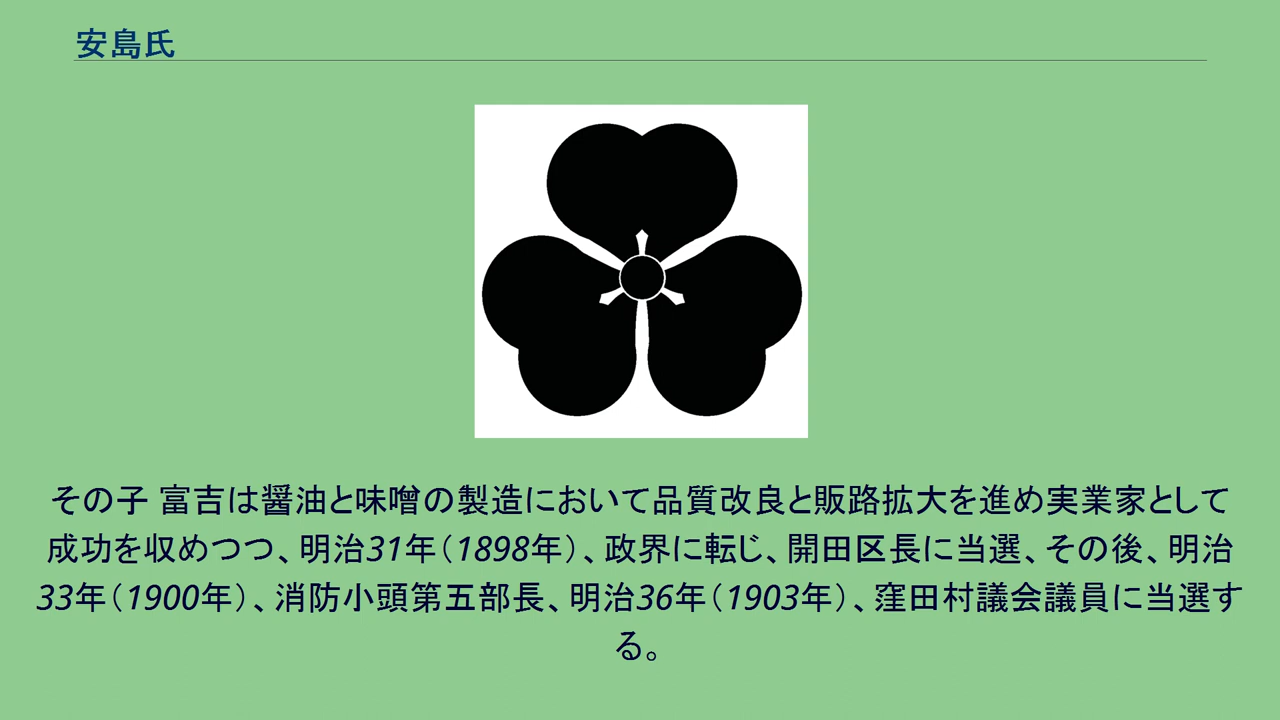 安島氏
その子 富吉は醤油と味噌の製造において品質改良と販路拡大を進め実業家として
成功を収めつつ、明治31年（1898年）、政界に転じ、開田区長に当選、その後、明治
33年（1900年）、消防小頭第五部長、明治36年（1903年）、窪田村議会議員に当選す
る。